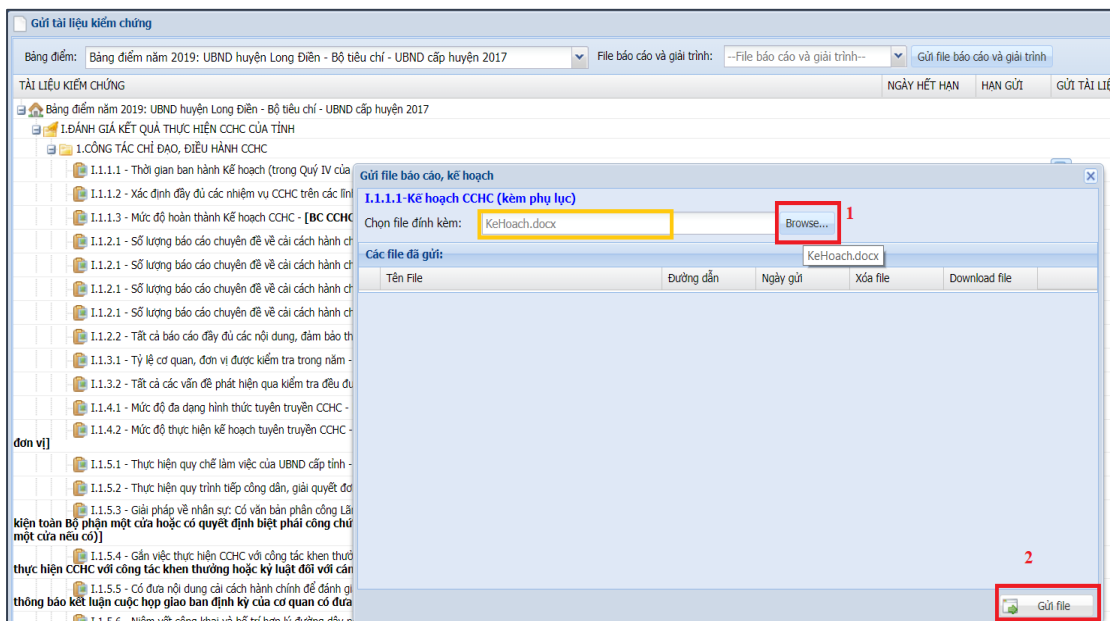 Gửi tài liệu kiểm chứng
Bảng điểm: Bảng điểm năm 2019: UBND huyện Long Điền - Bộ tiêu chí - UBND cấp huyện 2017 File báo cáo và giải trình: --File báo cáo và giải trình-- Gửi file báo cáo và giải trình
TÀI LIỆU KIỂM CHỨNG NGÀY HẾT HẠN HẠN GỬI GỬI TÀI LIỆ
Bảng điểm năm 2019: UBND huyện Long Điền - Bộ tiêu chí - UBND cấp huyện 2017
I.ĐÁNH GIÁ KẾT QUẢ THỰC HIỆN CCHC CỦA TỈNH
1.CÔNG TÁC CHỈ ĐẠO, ĐIỀU HÀNH CCHC
I.1.1.1 - Thời gian ban hành Kế hoạch (trong Quý IV của
I.1.1.2 - Xác định đầy đủ các nhiệm vụ CCHC trên các lĩn
I.1.1.3 - Mức độ hoàn thành Kế hoạch CCHC - [BC CCHC
I.1.2.1 - Số lượng báo cáo chuyên đề về cải cách hành ch
I.1.2.1 - Số lượng báo cáo chuyên đề về cải cách hành ch
I.1.2.1 - Số lượng báo cáo chuyên đề về cải cách hành ch
I.1.2.1 - Số lượng báo cáo chuyên đề về cải cách hành ch
I.1.2.2 - Tất cả báo cáo đầy đủ các nội dung, đảm bảo th
I.1.3.1 - Tỷ lệ cơ quan, đơn vị được kiểm tra trong năm -
I.1.3.2 - Tất cả các vấn đề phát hiện qua kiểm tra đều đư
I.1.4.1 - Mức độ đa dạng hình thức tuyên truyền CCHC -
I.1.4.2 - Mức độ thực hiện kế hoạch tuyên truyền CCHC -
đơn vị]
I.1.5.1 - Thực hiện quy chế làm việc của UBND cấp tỉnh -
I.1.5.2 - Thực hiện quy trình tiếp công dân, giải quyết đơ
I.1.5.3 - Giải pháp về nhân sự: Có văn bản phân công Lãn
kiện toàn Bộ phận một cửa hoặc có quyết định biệt phái công chứ
một cửa nếu có)]
I.1.5.4 - Gắn việc thực hiện CCHC với công tác khen thưở
thực hiện CCHC với công tác khen thưởng hoặc kỷ luật đối với cán
I.1.5.5 - Có đưa nội dung cải cách hành chính để đánh gi
thông báo kết luận cuộc họp giao ban định kỳ của cơ quan có đưa
I.1.5.6 - Niêm yết công khai và bố trí hợp lý đường dây n
Gửi file báo cáo, kế hoạch
I.1.1.1-Kế hoạch CCHC (kèm phụ lục)
Chọn file đính kèm: KeHoach.docx Browse... 1
Các file đã gửi: KeHoach.docx
Tên File Đường dẫn Ngày gửi Xóa file Download file
2
Gửi file